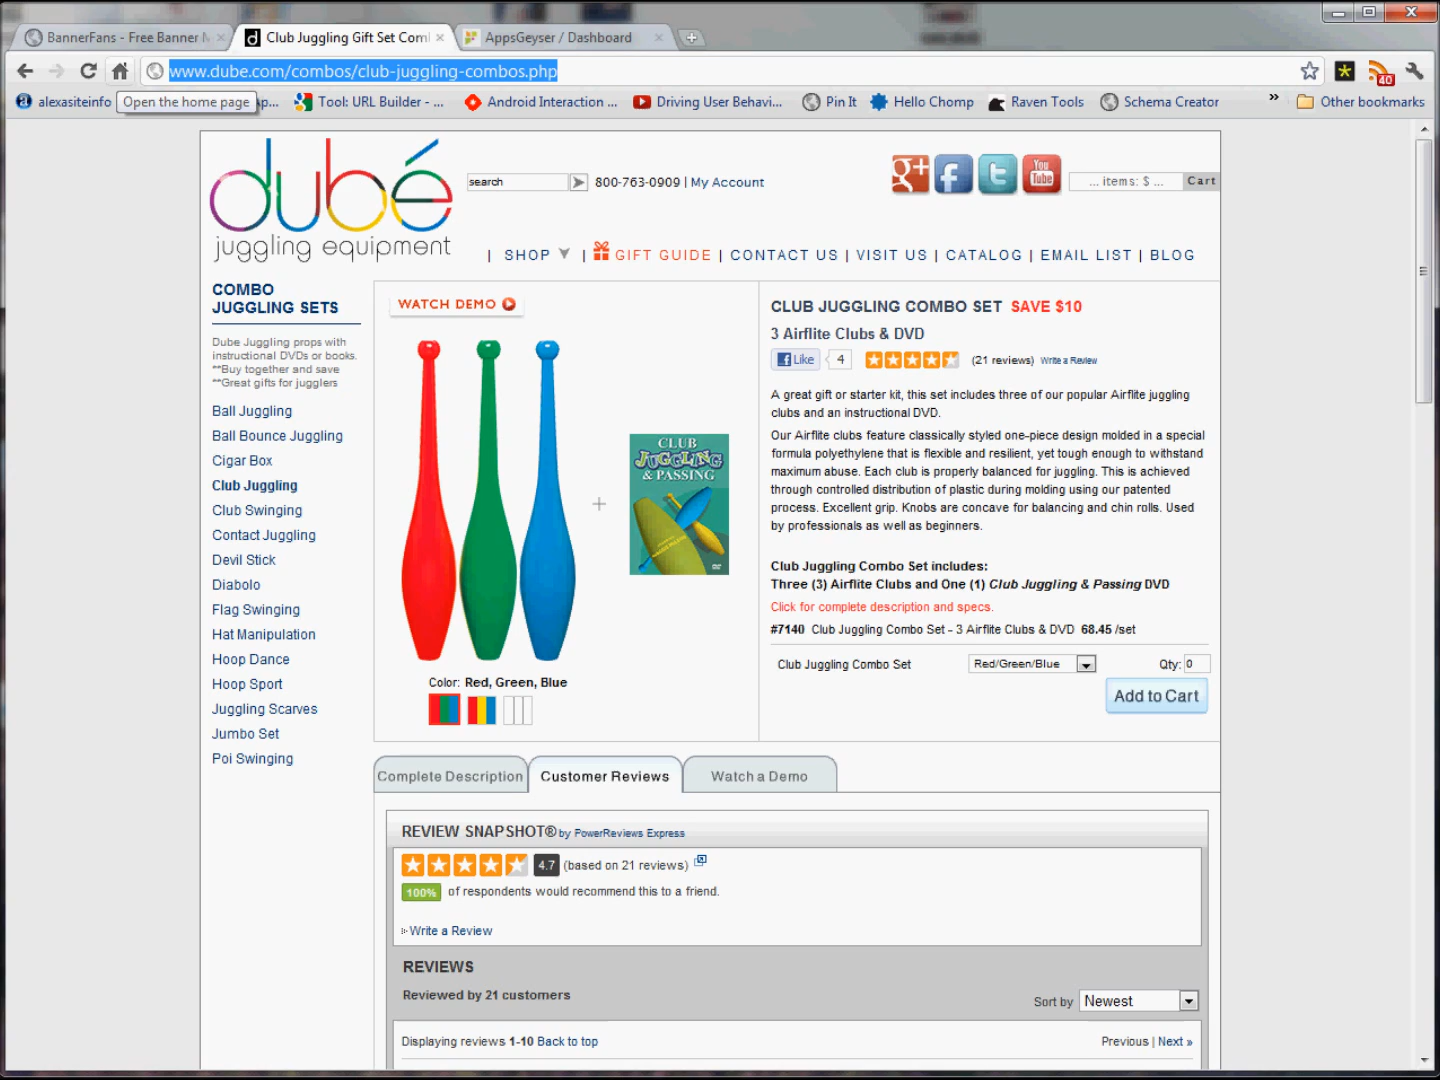 BannerFans - Free Banner M
Club Juggling Gift Set Coml
AppsGeyser / Dashboard
www.dube.com/combos/club-juggling-combos.php
40
alexasiteinfo
Open the home page
p...
Tool: URL Builder - ...
Android Interaction ...
Driving User Behavi...
Pin It
Hello Chomp
Raven Tools
Schema Creator
»
Other bookmarks
dubé
juggling equipment
search
800-763-0909 | My Account
g+
f
t
You Tube
... items: $ ...
Cart
| SHOP | GIFT GUIDE | CONTACT US | VISIT US | CATALOG | EMAIL LIST | BLOG
COMBO
JUGGLING SETS
Dube Juggling props with
instructional DVDs or books.
**Buy together and save
**Great gifts for jugglers
Ball Juggling
Ball Bounce Juggling
Cigar Box
Club Juggling
Club Swinging
Contact Juggling
Devil Stick
Diabolo
Flag Swinging
Hat Manipulation
Hoop Dance
Hoop Sport
Juggling Scarves
Jumbo Set
Poi Swinging
WATCH DEMO
+
CLUB
JUGGLING
& PASSING
Color: Red, Green, Blue
CLUB JUGGLING COMBO SET SAVE $10
3 Airflite Clubs & DVD
Like
4
(21 reviews) Write a Review
A great gift or starter kit, this set includes three of our popular Airflite juggling
clubs and an instructional DVD.
Our Airflite clubs feature classically styled one-piece design molded in a special
formula polyethylene that is flexible and resilient, yet tough enough to withstand
maximum abuse. Each club is properly balanced for juggling. This is achieved
through controlled distribution of plastic during molding using our patented
process. Excellent grip. Knobs are concave for balancing and chin rolls. Used
by professionals as well as beginners.
Club Juggling Combo Set includes:
Three (3) Airflite Clubs and One (1) Club Juggling & Passing DVD
Click for complete description and specs.
#7140 Club Juggling Combo Set - 3 Airflite Clubs & DVD 68.45 /set
Club Juggling Combo Set
Red/Green/Blue
Qty: 0
Add to Cart
Complete Description
Customer Reviews
Watch a Demo
REVIEW SNAPSHOT® by PowerReviews Express
4.7 (based on 21 reviews)
100% of respondents would recommend this to a friend.
Write a Review
REVIEWS
Reviewed by 21 customers
Sort by Newest
Displaying reviews 1-10 Back to top
Previous | Next »